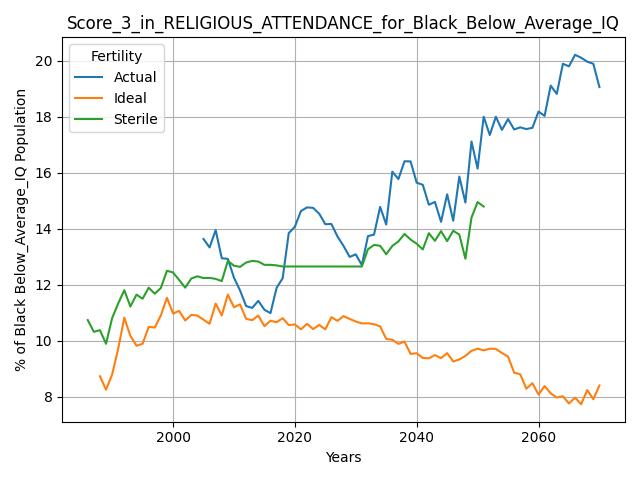 Score_3_in_RELIGIOUS_ATTENDANCE_for_Black_Below_Average_IQ
% of Black Below_Average_IQ Population
20
18
16
14
12
10
8
Fertility
Actual
Ideal
Sterile
2000 2020 2040 2060
Years